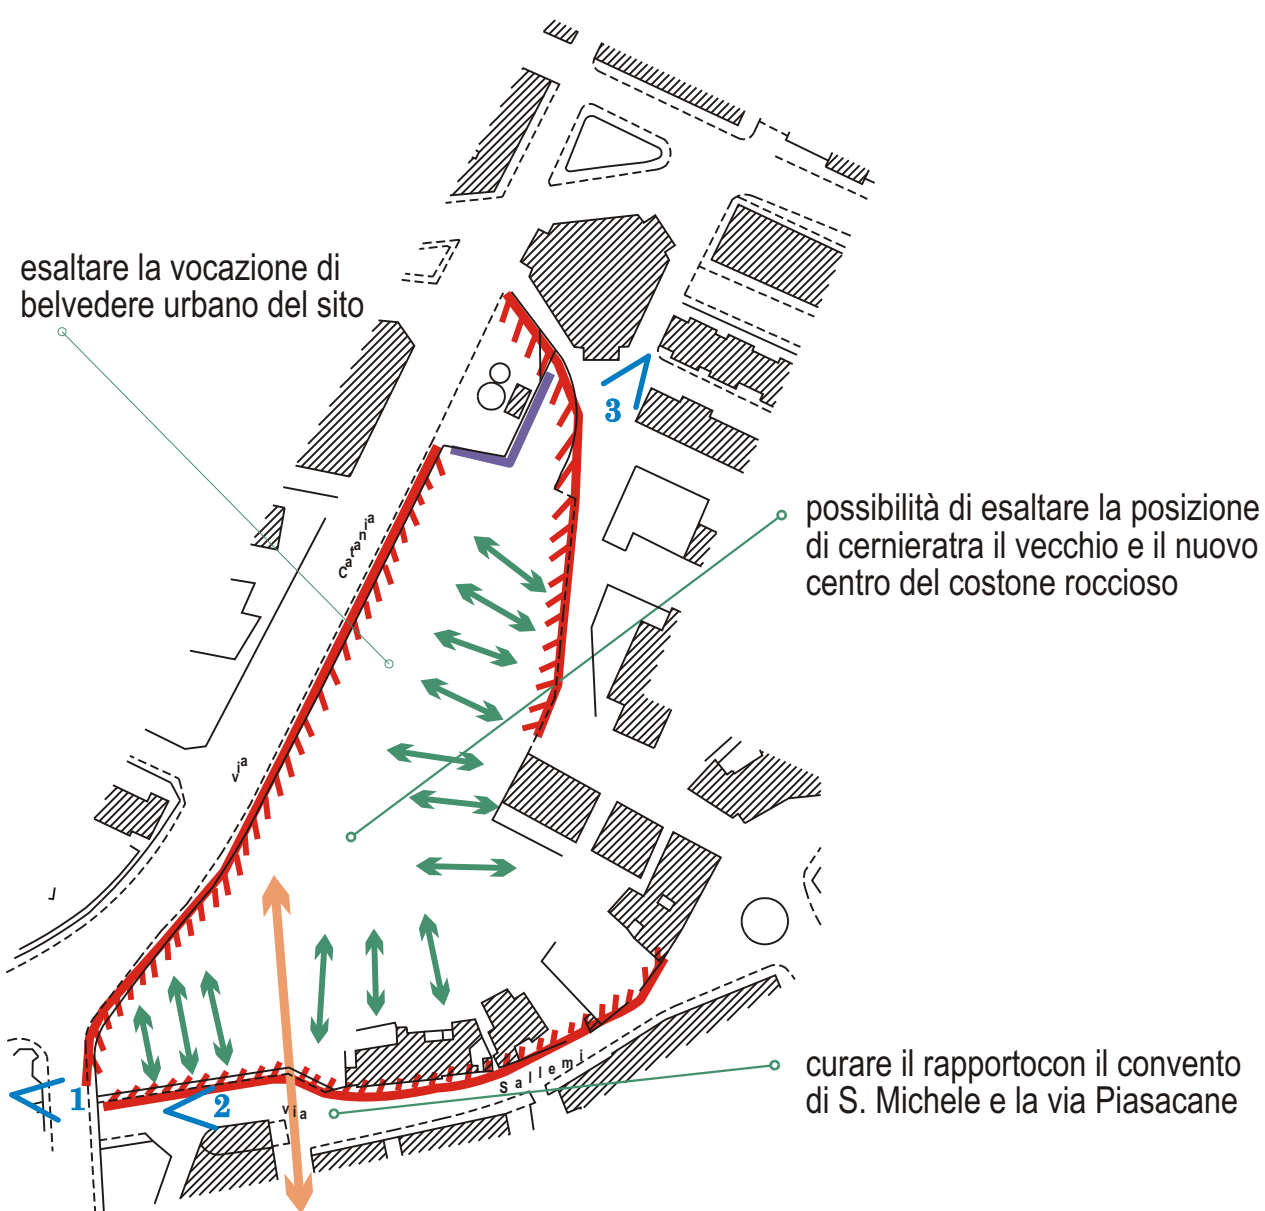 esaltare la vocazione di
belvedere urbano del sito
3
possibilità di esaltare la posizione
di cernieratra il vecchio e il nuovo
centro del costone roccioso
via Catania
curare il rapportocon il convento
di S. Michele e la via Piasacane
1
2
via Sallemi